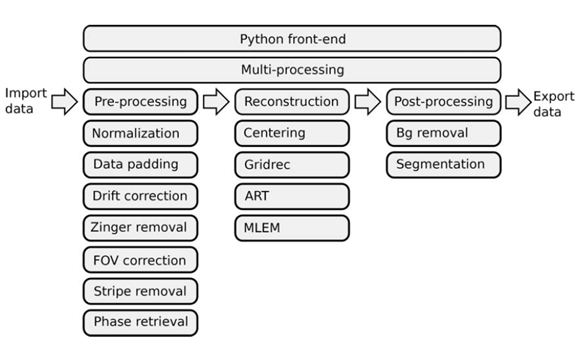 Python front-end
Multi-processing
Import
data
Pre-processing
Reconstruction
Post-processing
Export
data
Normalization
Centering
Bg removal
Data padding
Gridrec
Segmentation
Drift correction
ART
Zinger removal
MLEM
FOV correction
Stripe removal
Phase retrieval